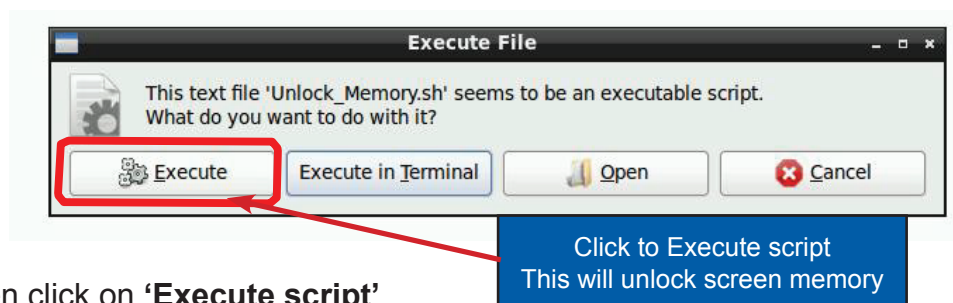 Execute File
This text file 'Unlock_Memory.sh' seems to be an executable script.
What do you want to do with it?
Execute
Execute in Terminal
Open
Cancel
Click to Execute script
This will unlock screen memory
n click on ‘Execute script’